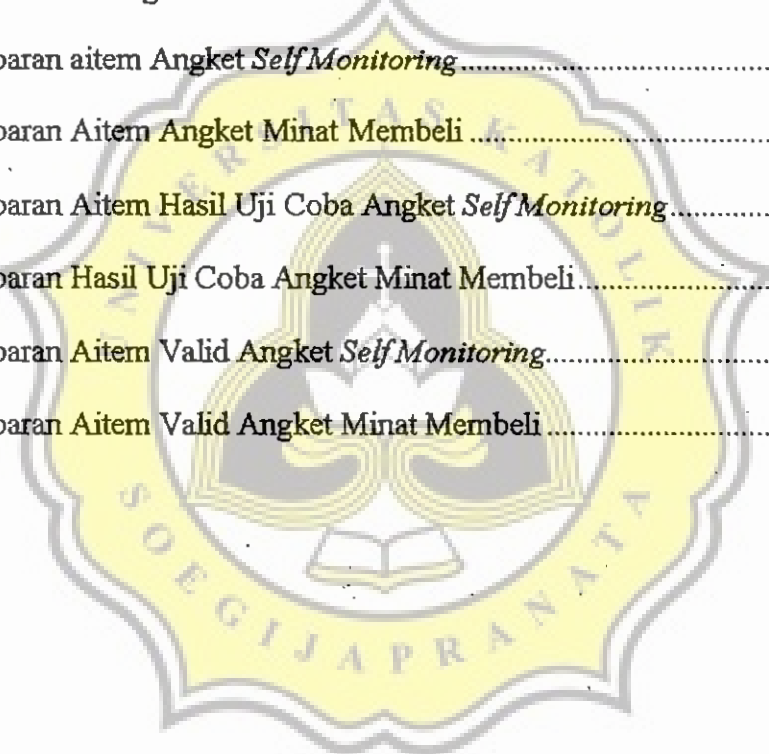 baran aitem Angket Self Monitoring
baran Aitem Angket Minat Membeli
baran Aitem Hasil Uji Coba Angket Self Monitoring
baran Hasil Uji Coba Angket Minat Membeli
baran Aitem Valid Angket Self Monitoring
baran Aitem Valid Angket Minat Membeli
UNIVERSITAS KATOLIK
SOEGIJAPRANATA